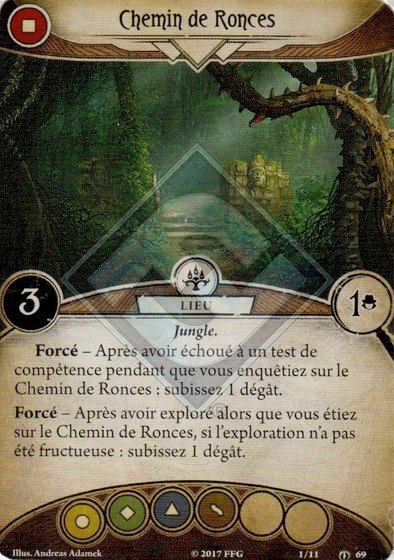 Chemin de Ronces
3
1
LIEU
Jungle.
Forcé – Après avoir échoué à un test de
compétence pendant que vous enquêtiez sur le
Chemin de Ronces : subissez 1 dégât.
Forcé – Après avoir exploré alors que vous étiez
sur le Chemin de Ronces, si l'exploration n'a pas
été fructueuse : subissez 1 dégât.
Illus. Andreas Adamek © 2017 FFG 1/11 69